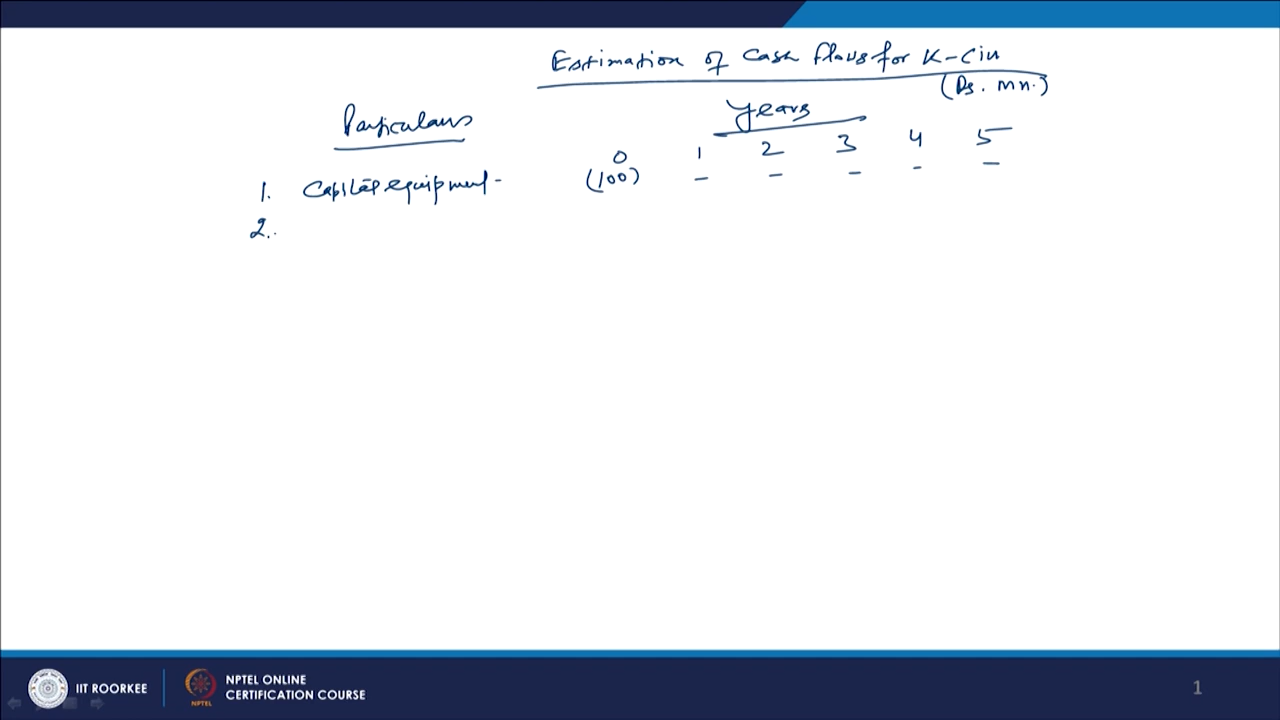 Estimation of Cash flows for K-Cin
(Rs. Mn.)
Particulars
Years
0 1 2 3 4 5
1. Capital equipment - (100) - - - - -
2.
IIT ROORKEE
NPTEL ONLINE
CERTIFICATION COURSE
NPTEL
1